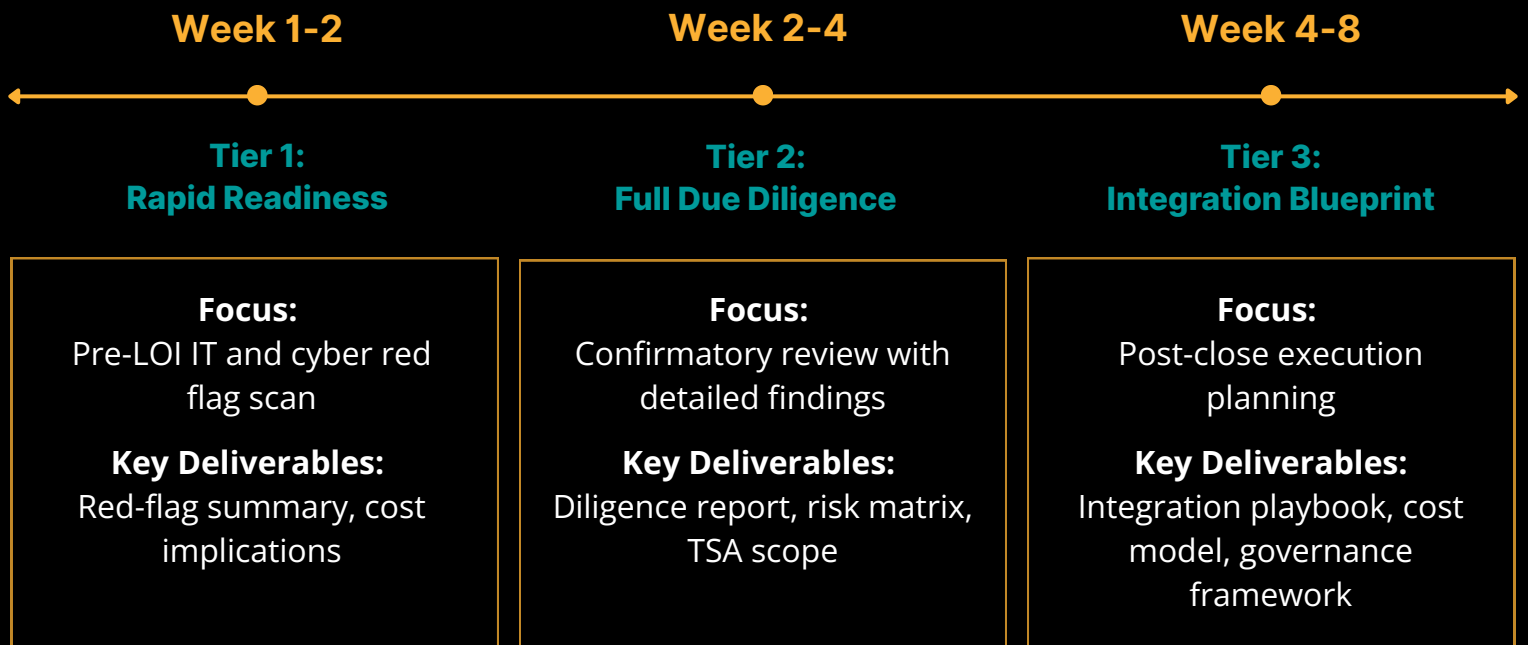 Week 1-2
Week 2-4
Week 4-8
Tier 1:
Rapid Readiness
Tier 2:
Full Due Diligence
Tier 3:
Integration Blueprint
Focus:
Pre-LOI IT and cyber red
flag scan
Key Deliverables:
Red-flag summary, cost
implications
Focus:
Confirmatory review with
detailed findings
Key Deliverables:
Diligence report, risk matrix,
TSA scope
Focus:
Post-close execution
planning
Key Deliverables:
Integration playbook, cost
model, governance
framework